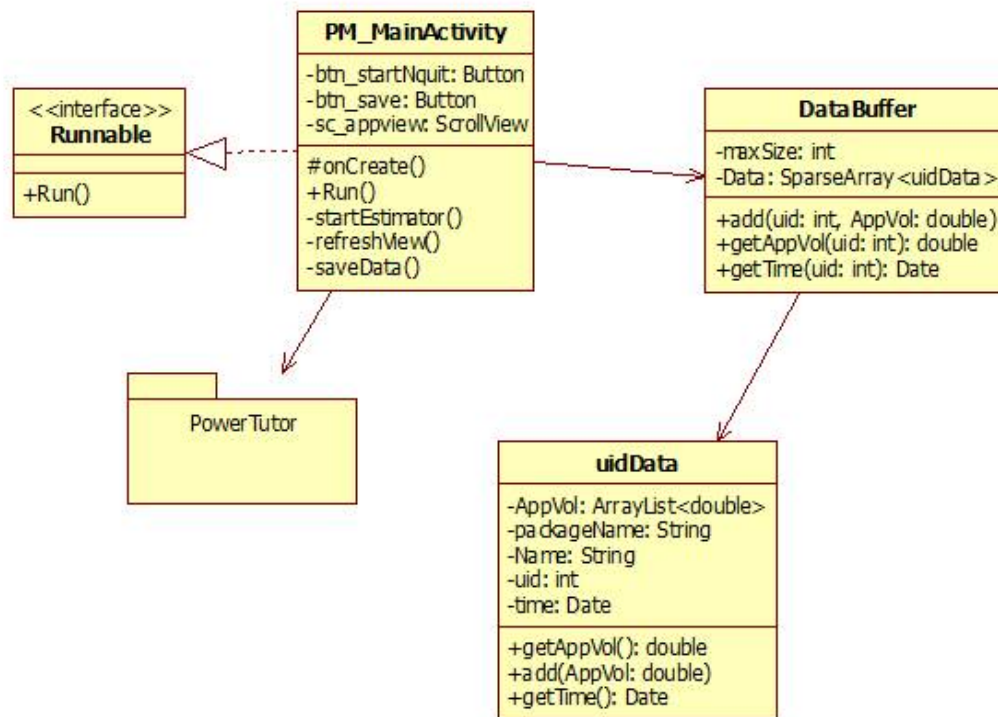 PM_MainActivity
-btn_startNquit: Button
-btn_save: Button
-sc_appview: ScrollView
#onCreate()
+Run()
-startEstimator()
-refreshView()
-saveData()
<<interface>>
Runnable
+Run()
DataBuffer
-maxSize: int
-Data: SparseArray<uidData>
+add(uid: int, AppVol: double)
+getAppVol(uid: int): double
+getTime(uid: int): Date
PowerTutor
uidData
-AppVol: ArrayList<double>
-packageName: String
-Name: String
-uid: int
-time: Date
+getAppVol(): double
+add(AppVol: double)
+getTime(): Date